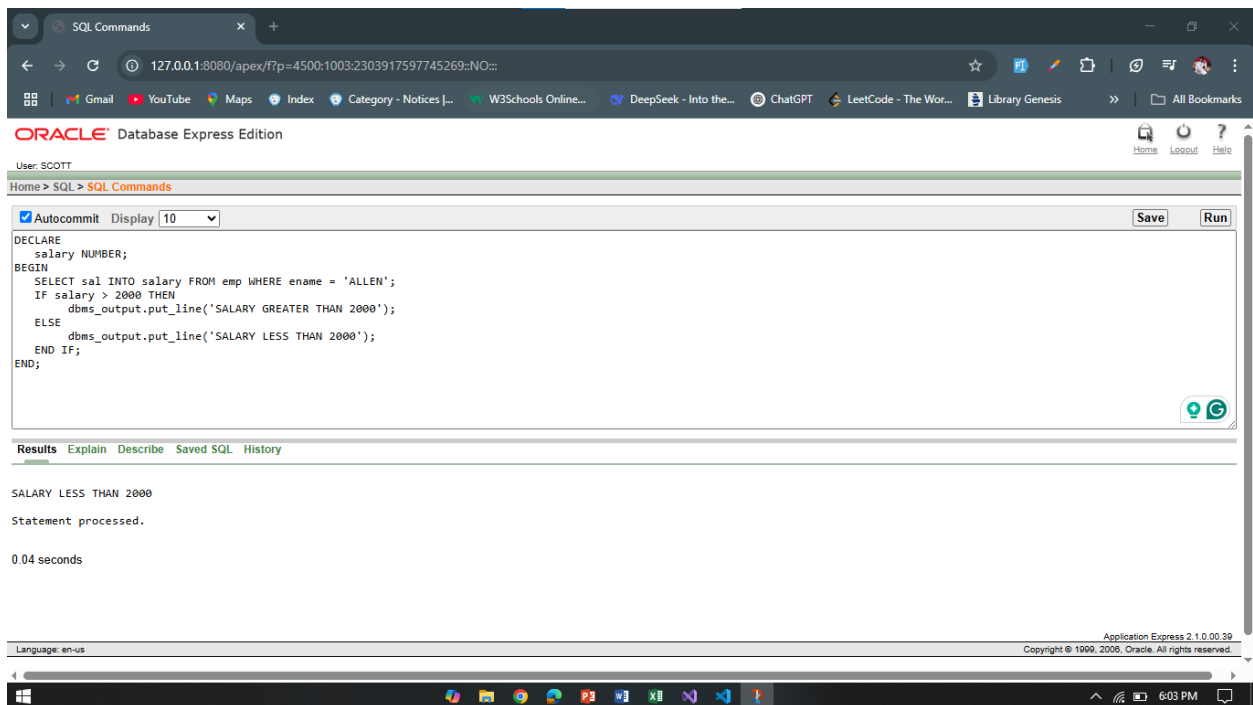 SQL Commands
127.0.0.1:8080/apex/f?p=4500:1003:2303917597745269::NO:::
Gmail YouTube Maps Index Category - Notices |... W3Schools Online... DeepSeek - Into the... ChatGPT LeetCode - The Wor... Library Genesis » All Bookmarks
ORACLE Database Express Edition
Home Logout Help
User: SCOTT
Home > SQL > SQL Commands
Autocommit Display 10 Save Run
DECLARE
salary NUMBER;
BEGIN
SELECT sal INTO salary FROM emp WHERE ename = 'ALLEN';
IF salary > 2000 THEN
dbms_output.put_line('SALARY GREATER THAN 2000');
ELSE
dbms_output.put_line('SALARY LESS THAN 2000');
END IF;
END;
Results Explain Describe Saved SQL History
SALARY LESS THAN 2000
Statement processed.
0.04 seconds
Application Express 2.1.0.00.39
Language: en-us Copyright © 1999, 2006, Oracle. All rights reserved.
6:03 PM